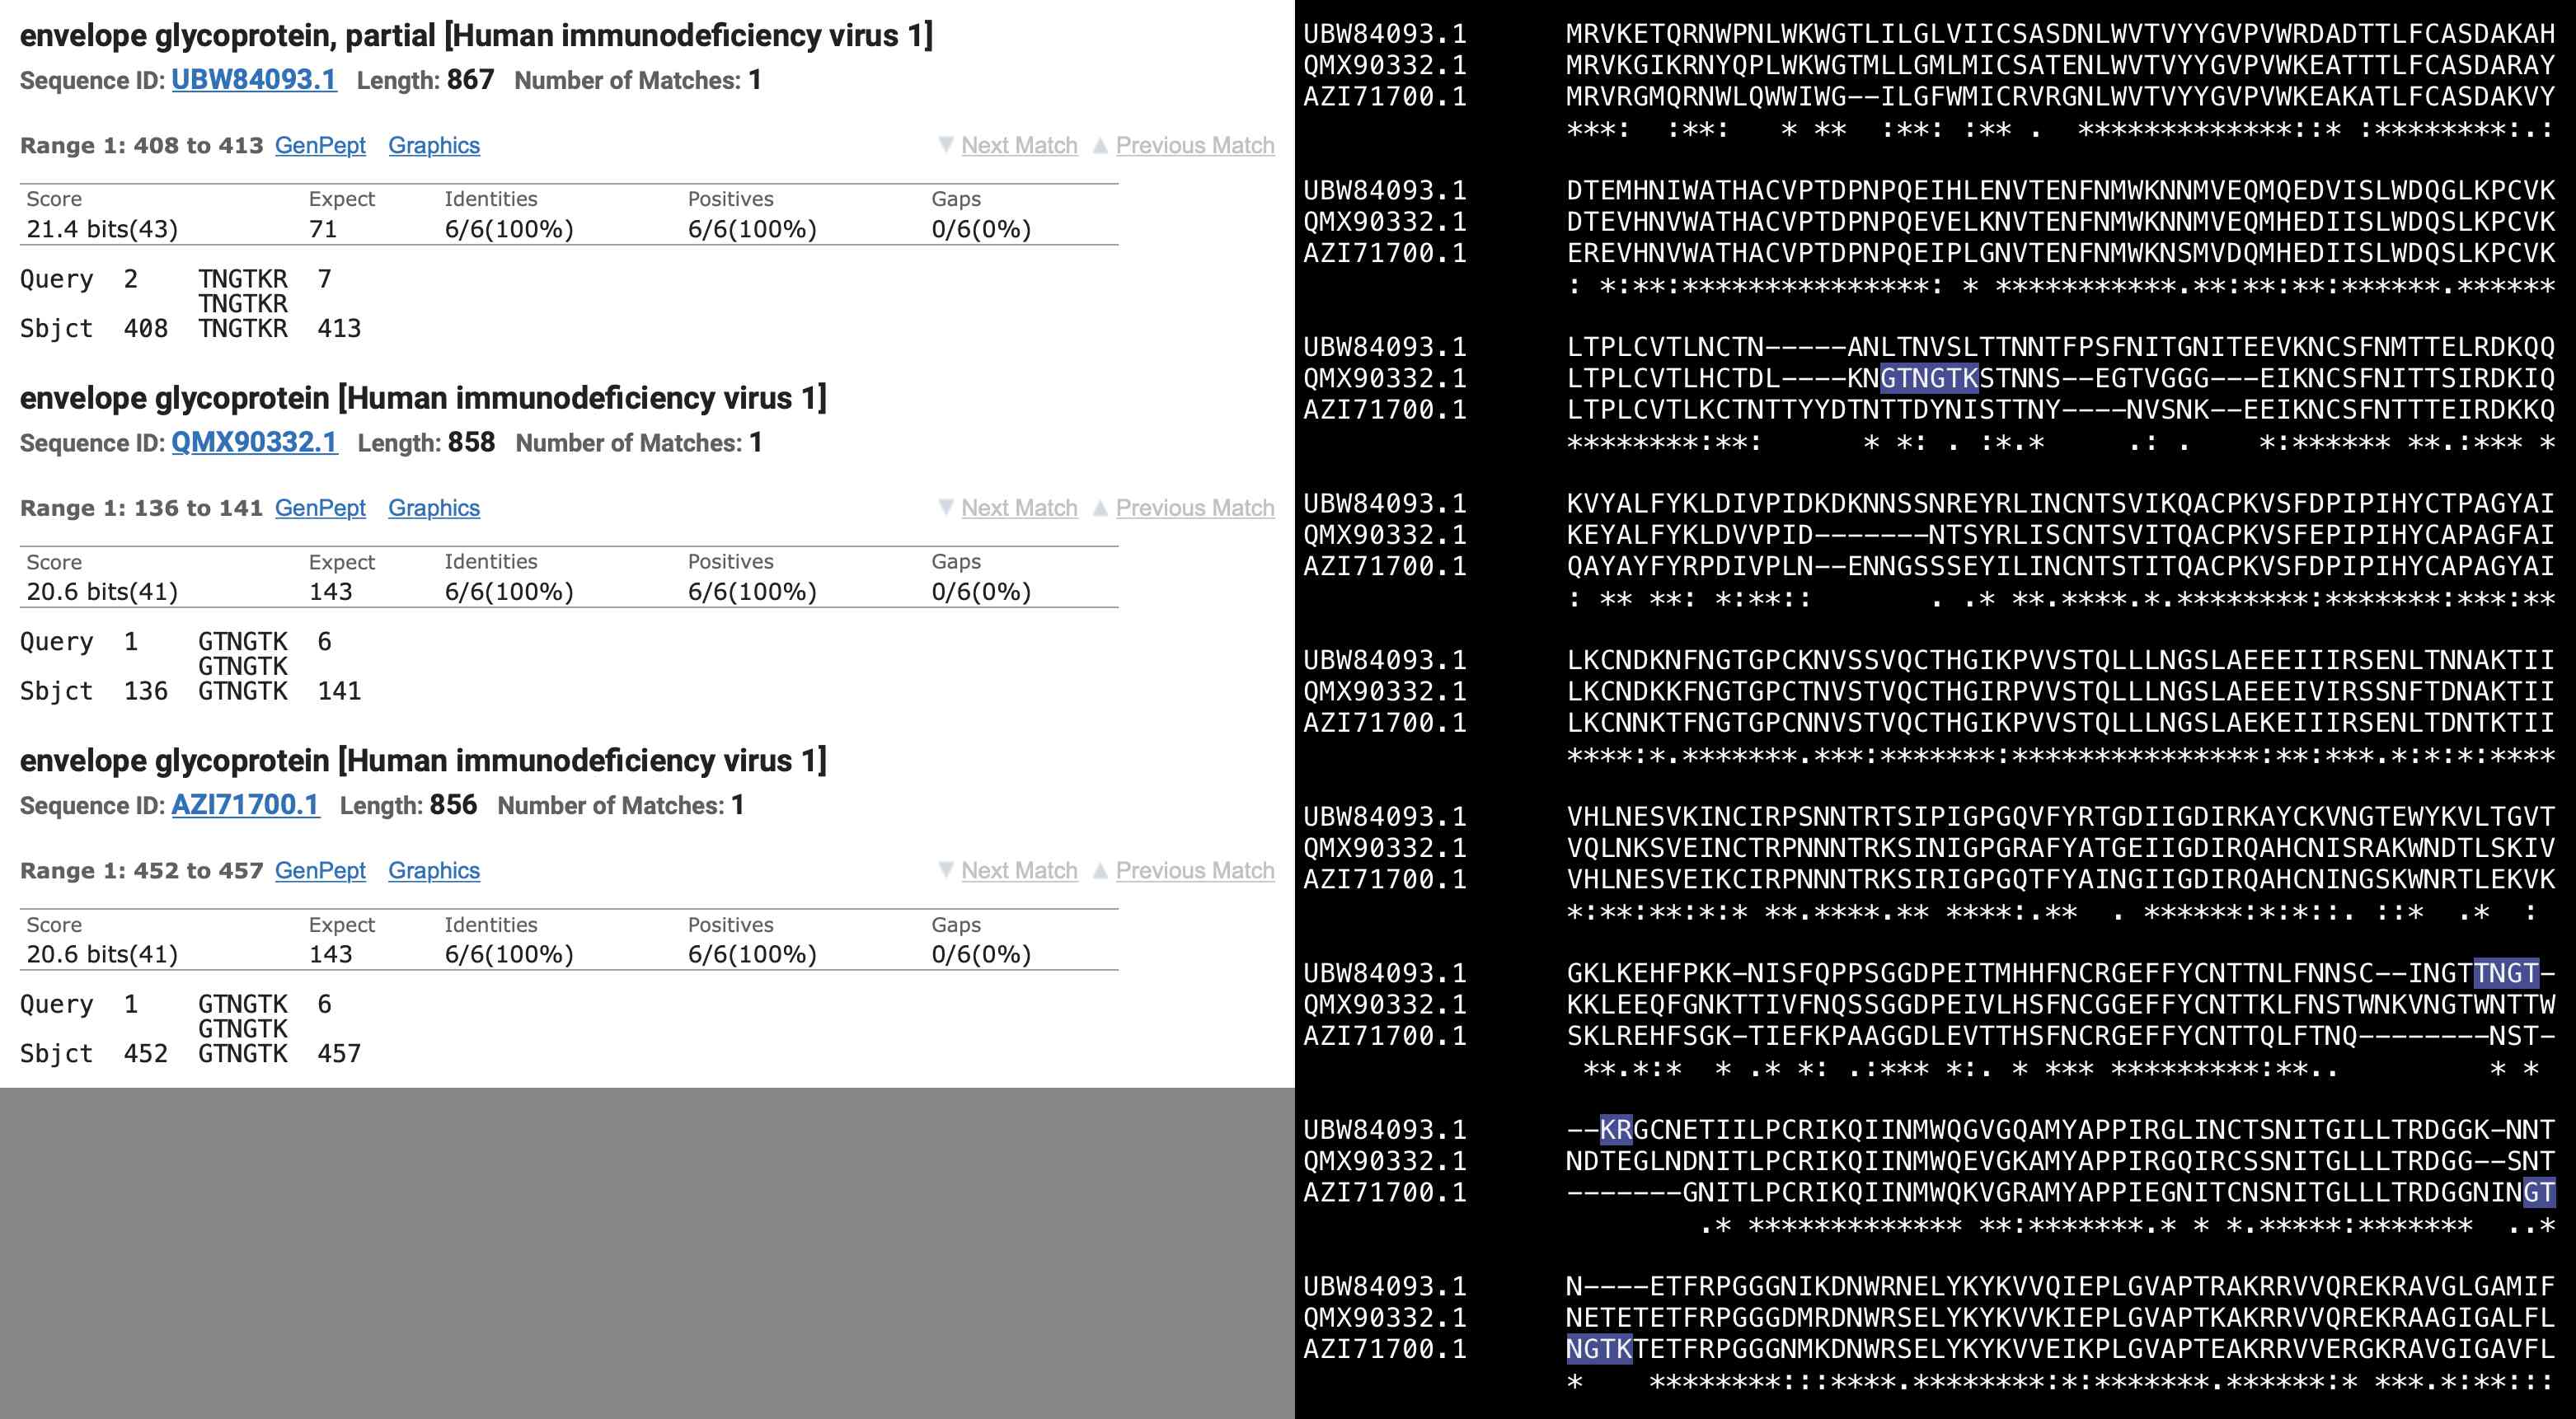 envelope glycoprotein, partial [Human immunodeficiency virus 1]
Sequence ID: UBW84093.1 Length: 867 Number of Matches: 1
Range 1: 408 to 413 GenPept Graphics ▼ Next Match ▲ Previous Match
Score Expect Identities Positives Gaps
21.4 bits(43) 71 6/6(100%) 6/6(100%) 0/6(0%)
Query 2 TNGTKR 7
TNGTKR
Sbjct 408 TNGTKR 413
envelope glycoprotein [Human immunodeficiency virus 1]
Sequence ID: QMX90332.1 Length: 858 Number of Matches: 1
Range 1: 136 to 141 GenPept Graphics ▼ Next Match ▲ Previous Match
Score Expect Identities Positives Gaps
20.6 bits(41) 143 6/6(100%) 6/6(100%) 0/6(0%)
Query 1 GTNGTK 6
GTNGTK
Sbjct 136 GTNGTK 141
envelope glycoprotein [Human immunodeficiency virus 1]
Sequence ID: AZI71700.1 Length: 856 Number of Matches: 1
Range 1: 452 to 457 GenPept Graphics ▼ Next Match ▲ Previous Match
Score Expect Identities Positives Gaps
20.6 bits(41) 143 6/6(100%) 6/6(100%) 0/6(0%)
Query 1 GTNGTK 6
GTNGTK
Sbjct 452 GTNGTK 457
UBW84093.1 MRVKETQRNWPNLWKWGTLILGLVIICSASDNLWVTVYYGVPVWRDADTTLFCASDAKAH
QMX90332.1 MRVKGIKRNYQPLWKWGTMLLGMLMICSATENLWVTVYYGVPVWKEATTTLFCASDARAY
AZI71700.1 MRVRGMQRNWLQWWIWG--ILGFWMICRVRGNLWVTVYYGVPVWKEAKATLFCASDAKVY
***:  :**:   * **  :**: :** .  *************::* :********:.:
UBW84093.1 DTEMHNIWATHACVPTDPNPQEIHLENVTENFNMWKNNMVEQMQEDVISLWDQGLKPCVK
QMX90332.1 DTEVHNVWATHACVPTDPNPQEVELKNVTENFNMWKNNMVEQMHEDIISLWDQSLKPCVK
AZI71700.1 EREVHNVWATHACVPTDPNPQEIPLGNVTENFNMWKNSMVDQMHEDIISLWDQSLKPCVK
: *:**:***************: * ***********.**:**:**:******.******
UBW84093.1 LTPLCVTLNCTN-----ANLTNVSLTTNNTFPSFNITGNITEEVKNCSFNMTTELRDKQQ
QMX90332.1 LTPLCVTLHCTDL----KNGTNGTKSTNNS--EGTVGGG---EIKNCSFNITTSIRDKIQ
AZI71700.1 LTPLCVTLKCTNTTYYDTNTTDYNISTTNY----NVSNK--EEIKNCSFNTTTEIRDKKQ
********:**:      * *: . :*.*     .: .    *:****** **.:*** *
UBW84093.1 KVYALFYKLDIVPIDKDKNNSSNREYRLINCNTSVIKQACPKVSFDPIPIHYCTPAGYAI
QMX90332.1 KEYALFYKLDVVPID-------NTSYRLISCNTSVITQACPKVSFEPIPIHYCAPAGFAI
AZI71700.1 QAYAYFYRPDIVPLN--ENNGSSSEYILINCNTSTITQACPKVSFDPIPIHYCAPAGYAI
: ** **: *:**::       . .* **.****.*.********:*******:***:**
UBW84093.1 LKCNDKNFNGTGPCKNVSSVQCTHGIKPVVSTQLLLNGSLAEEEIIIRSENLTNNAKTII
QMX90332.1 LKCNDKKFNGTGPCTNVSTVQCTHGIRPVVSTQLLLNGSLAEEEIVIRSSNFTDNAKTII
AZI71700.1 LKCNNKTFNGTGPCNNVSTVQCTHGIKPVVSTQLLLNGSLAEKEIIIRSENLTDNTKTII
****:*.*******.***:*******:***************:**:***.*:*:*:****
UBW84093.1 VHLNESVKINCIRPSNNTRTSIPIGPGQVFYRTGDIIGDIRKAYCKVNGTEWYKVLTGVT
QMX90332.1 VQLNKSVEINCTRPNNNTRKSINIGPGRAFYATGEIIGDIRQAHCNISRAKWNDTLSKIV
AZI71700.1 VHLNESVEIKCIRPNNNTRKSIRIGPGQTFYAINGIIGDIRQAHCNINGSKWNRTLEKVK
*:**:**:*:* **.****.** ****:.**  . ******:*:*::. ::*  .*  :
UBW84093.1 GKLKEHFPKK-NISFQPPSGGDPEITMHHFNCRGEFFYCNTTNLFNNSC--INGTTNGT-
QMX90332.1 KKLEEQFGNKTTIVFNQSSGGDPEIVLHSFNCGGEFFYCNTTKLFNSTWNKVNGTWNTTW
AZI71700.1 SKLREHFSGK-TIEFKPAAGGDLEVTTHSFNCRGEFFYCNTTQLFTNQ--------NST-
**.*:*  * .* *: .:*** *:. * *** *********:**..         * *
UBW84093.1 --KRGCNETIILPCRIKQIINMWQGVGQAMYAPPIRGLINCTSNITGILLTRDGGK-NNT
QMX90332.1 NDTEGLNDNITLPCRIKQIINMWQEVGKAMYAPPIRGQIRCSSNITGLLLTRDGG--SNT
AZI71700.1 -------GNITLPCRIKQIINMWQKVGRAMYAPPIEGNITCNSNITGLLLTRDGGNINGT
.* ************* **:*******.* * *.*****:*******  ..*
UBW84093.1 N----ETFRPGGGNIKDNWRNELYKYKVVQIEPLGVAPTRAKRRVVQREKRAVGLGAMIF
QMX90332.1 NETETETFRPGGGDMRDNWRSELYKYKVVKIEPLGVAPTKAKRRVVQREKRAAGIGALFL
AZI71700.1 NGTKTETFRPGGGNMKDNWRSELYKYKVVEIKPLGVAPTEAKRRVVERGKRAVGIGAVFL
*    ********:::****.********:*:*******.******:* ***.*:**:::